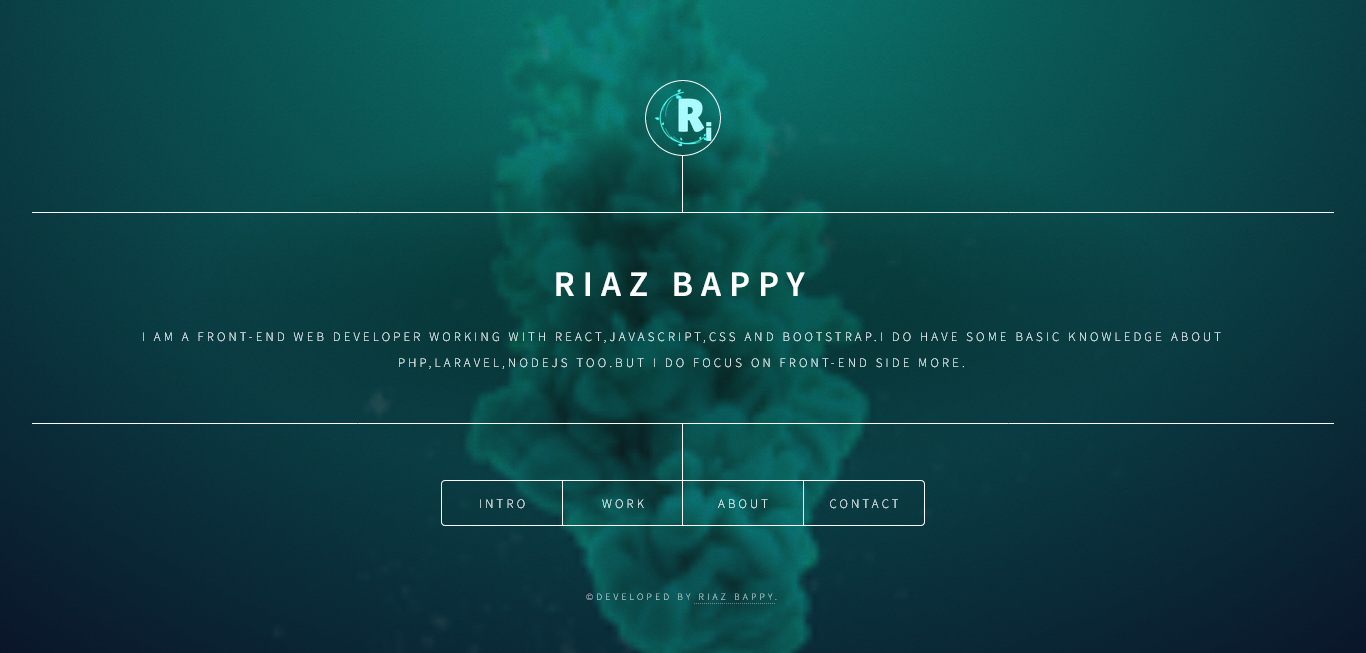 Ri
RIAZ BAPPY
I AM A FRONT-END WEB DEVELOPER WORKING WITH REACT,JAVASCRIPT,CSS AND BOOTSTRAP.I DO HAVE SOME BASIC KNOWLEDGE ABOUT
PHP,LARAVEL,NODEJS TOO.BUT I DO FOCUS ON FRONT-END SIDE MORE.
INTRO WORK ABOUT CONTACT
©DEVELOPED BY RIAZ BAPPY.